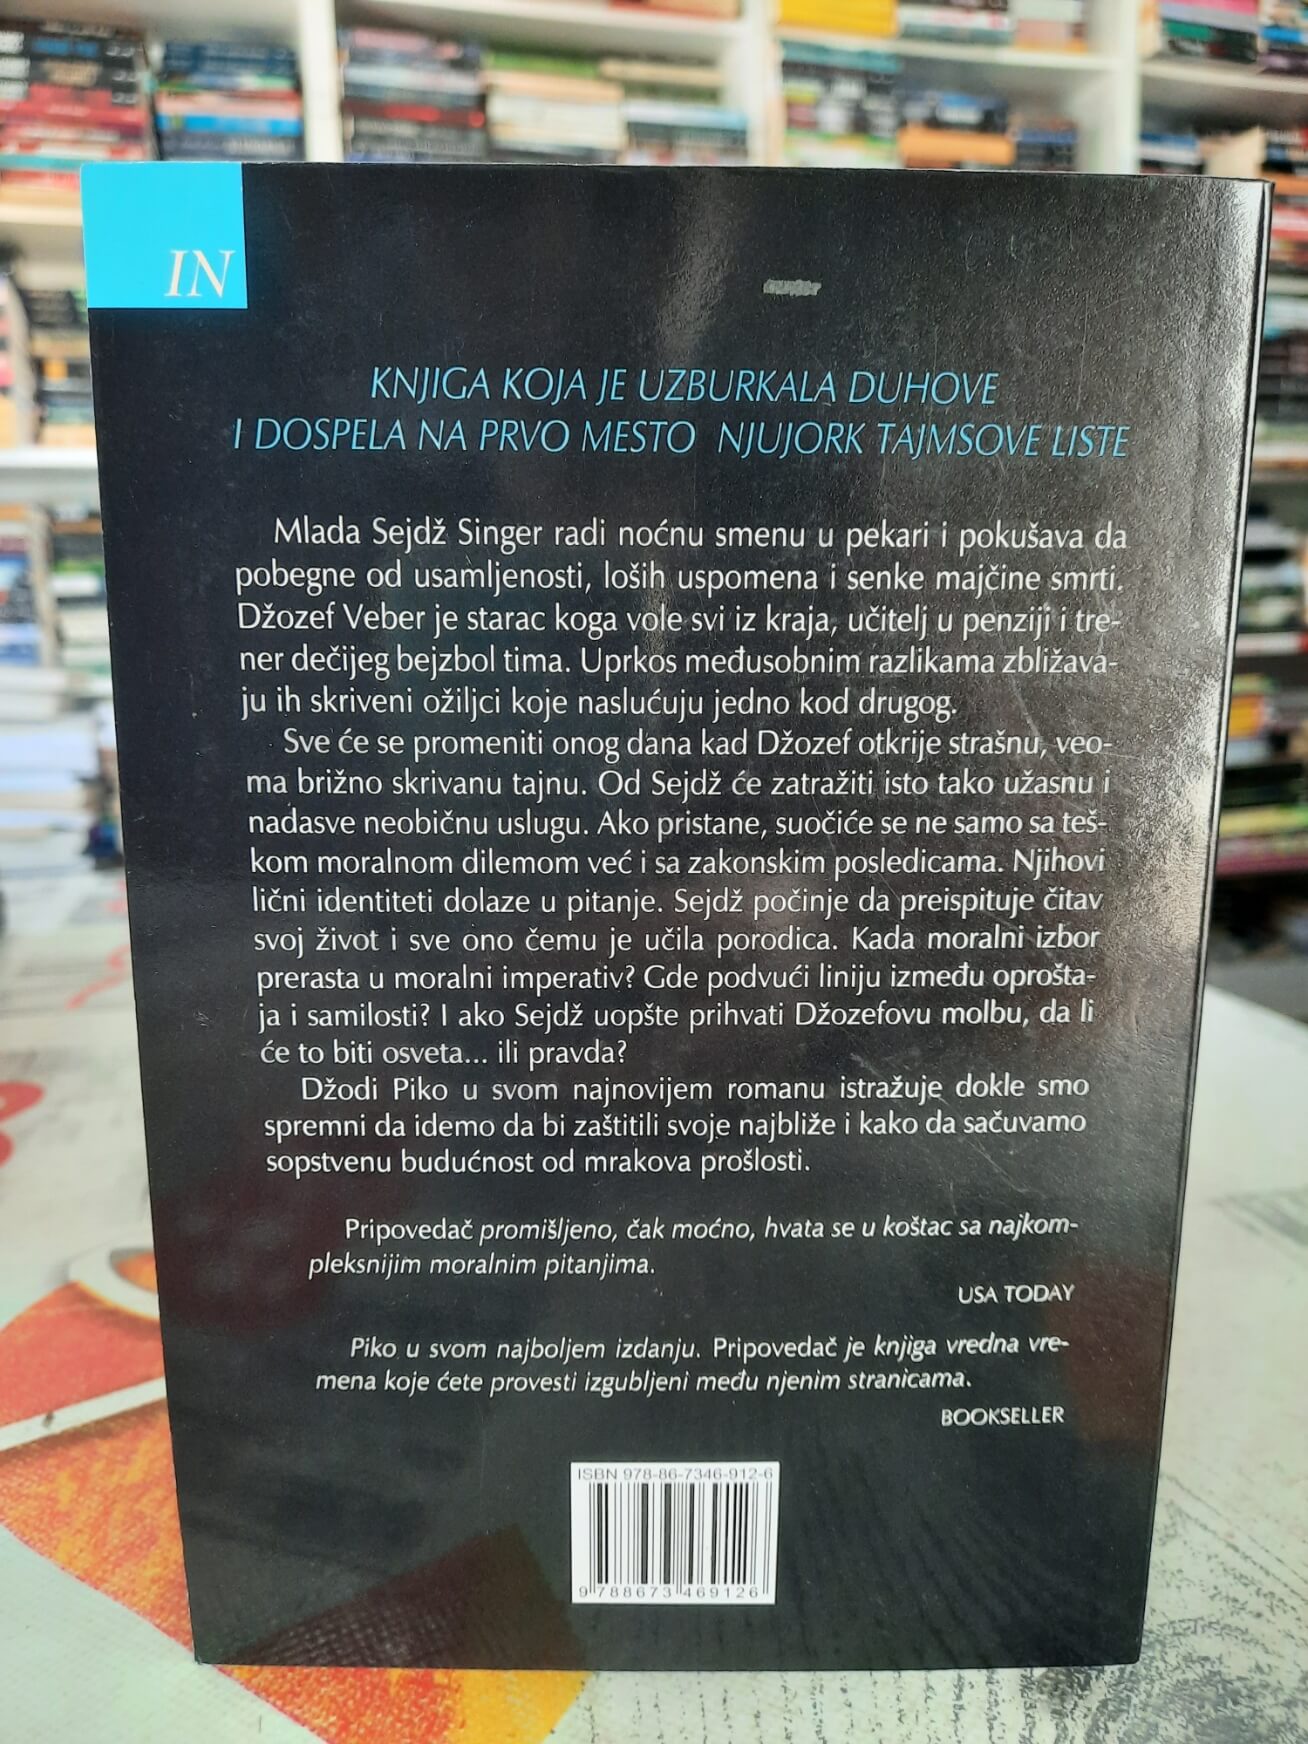 IN
KNJIGA KOJA JE UZBURKALA DUHOVE
I DOSPELA NA PRVO MESTO NJUJORK TAJMSOVE LISTE
Mlada Sejdž Singer radi noćnu smenu u pekari i pokušava da
pobegne od usamljenosti, loših uspomena i senke majčine smrti.
Džozef Veber je starac koga vole svi iz kraja, učitelj u penziji i tre-
ner dečijeg bejzbol tima. Uprkos međusobnim razlikama zbližava-
ju ih skriveni ožiljci koje naslućuju jedno kod drugog.
Sve će se promeniti onog dana kad Džozef otkrije strašnu, veo-
ma brižno skrivanu tajnu. Od Sejdž će zatražiti isto tako užasnu i
nadasve neobičnu uslugu. Ako pristane, suočiće se ne samo sa teš-
kom moralnom dilemom već i sa zakonskim posledicama. Njihovi
lični identiteti dolaze u pitanje. Sejdž počinje da preispituje čitav
svoj život i sve ono čemu je učila porodica. Kada moralni izbor
prerasta u moralni imperativ? Gde podvući liniju između oprošta-
ja i samilosti? I ako Sejdž uopšte prihvati Džozefovu molbu, da li
će to biti osveta... ili pravda?
Džodi Piko u svom najnovijem romanu istražuje dokle smo
spremni da idemo da bi zaštitili svoje najbliže i kako da sačuvamo
sopstvenu budućnost od mrakova prošlosti.
Pripovedač promišljeno, čak moćno, hvata se u koštac sa najkom-
pleksnijim moralnim pitanjima.
USA TODAY
Piko u svom najboljem izdanju. Pripovedač je knjiga vredna vre-
mena koje ćete provesti izgubljeni među njenim stranicama.
BOOKSELLER
ISBN 978-86-7346-912-6
9 788673 469126